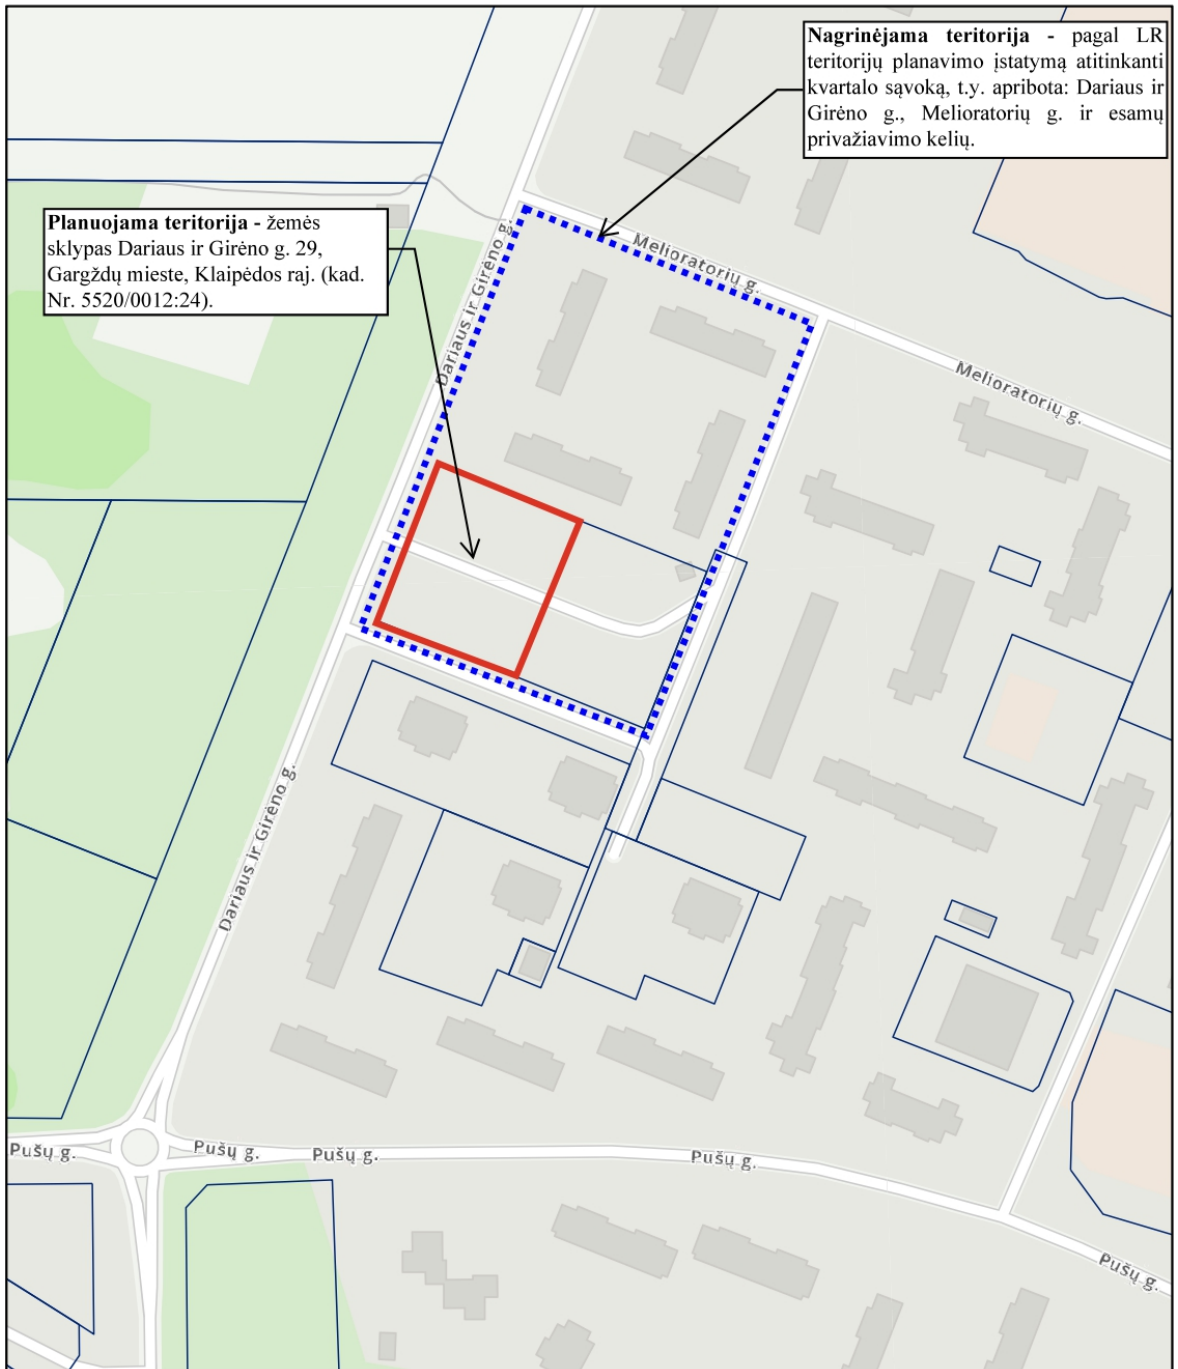 Nagrinėjama teritorija - pagal LR
teritorijų planavimo įstatymą atitinkanti
kvartalo sąvoką, t.y. apribota: Dariaus ir
Girėno g., Melioratorių g. ir esamų
privažiavimo kelių.
Planuojama teritorija - žemės
sklypas Dariaus ir Girėno g. 29,
Gargždų mieste, Klaipėdos raj. (kad.
Nr. 5520/0012:24).
Melioratorių g.
Dariaus ir Girėno g.
Melioratorių g.
Dariaus ir Girėno g.
Pušų g.
Pušų g.
Pušų g.
Pušų g.
Pušų g.